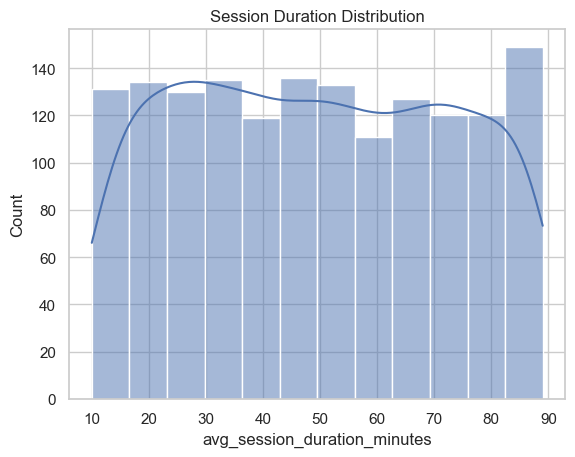 Session Duration Distribution
140
120
100
80
60
40
20
0
Count
10 20 30 40 50 60 70 80 90
avg_session_duration_minutes